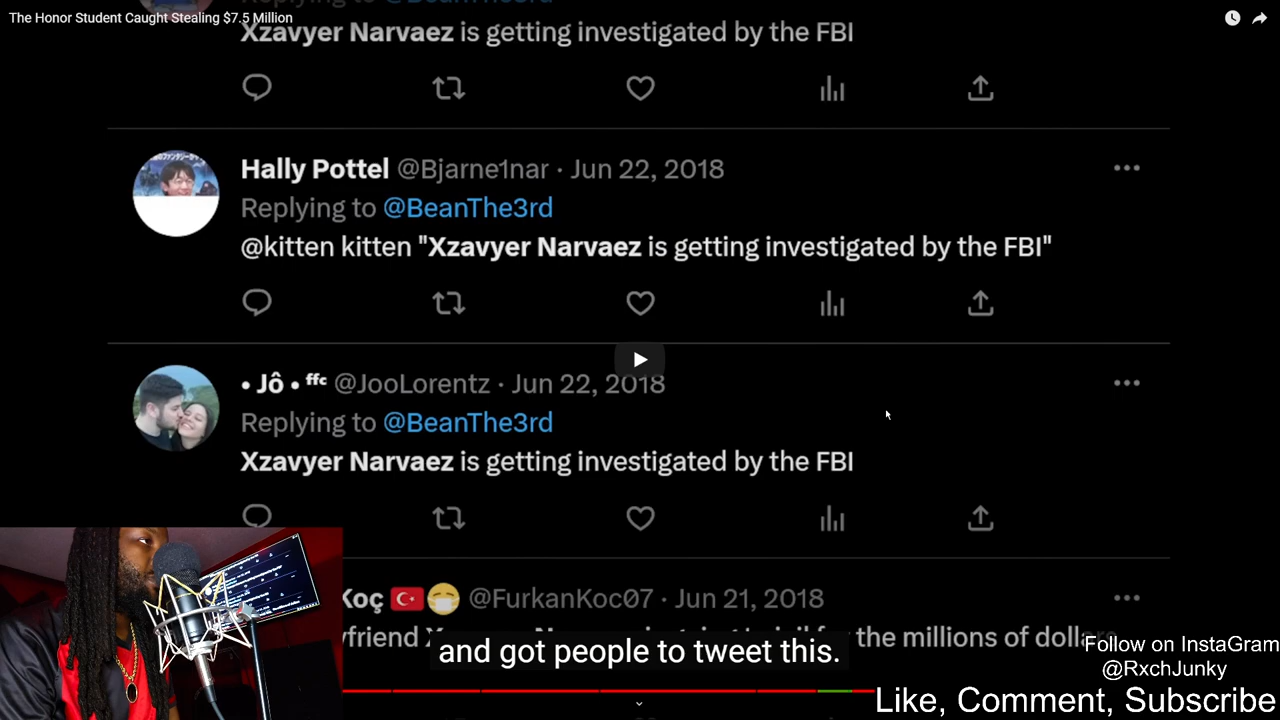 The Honor Student Caught Stealing $7.5 Million
Xzavyer Narvaez is getting investigated by the FBI
Hally Pottel @Bjarne1nar · Jun 22, 2018
Replying to @BeanThe3rd
@kitten kitten "Xzavyer Narvaez is getting investigated by the FBI"
• Jô • ᶠᶠᶜ @JooLorentz · Jun 22, 2018
Replying to @BeanThe3rd
Xzavyer Narvaez is getting investigated by the FBI
Koç @FurkanKoc07 · Jun 21, 2018
the millions of
and got people to tweet this.
Follow on InstaGram
@RxchJunky
Like, Comment, Subscribe